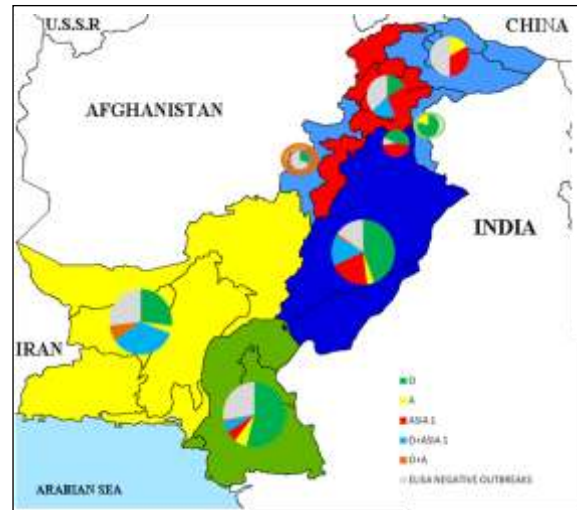 U.S.S.R
CHINA
AFGHANISTAN
INDIA
IRAN
ARABIAN SEA
O
A
ASIA 1
O+ASIA 1
O+A
ELISA NEGATIVE OUTBREAKS